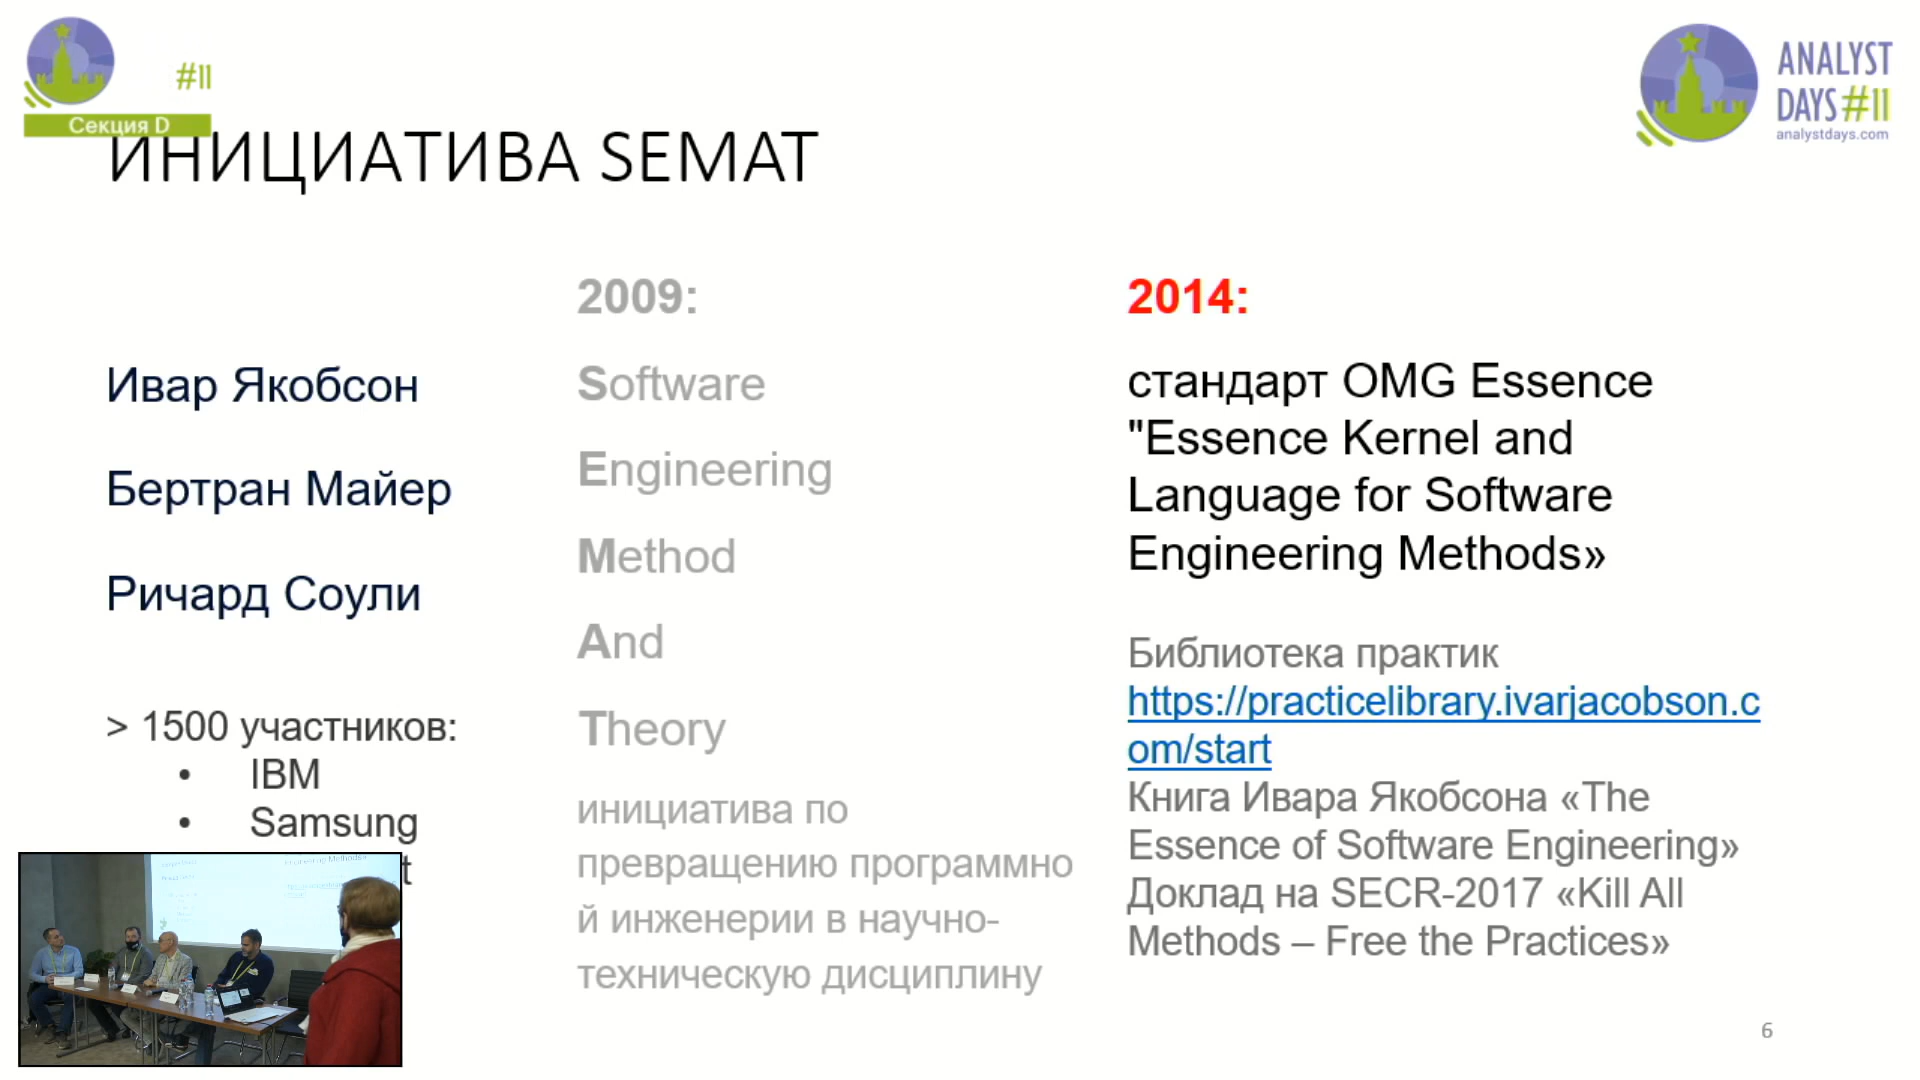 #11
Секция D
ANALYST
DAYS #11
analystdays.com
ИНИЦИАТИВА SEMAT
Ивар Якобсон
Бертран Майер
Ричард Соули
> 1500 участников:
• IBM
• Samsung
2009:
Software
Engineering
Method
And
Theory
инициатива по
превращению программно
й инженерии в научно-
техническую дисциплину
2014:
стандарт OMG Essence
"Essence Kernel and
Language for Software
Engineering Methods»
Библиотека практик
https://practicelibrary.ivarjacobson.c
om/start
Книга Ивара Якобсона «The
Essence of Software Engineering»
Доклад на SECR-2017 «Kill All
Methods – Free the Practices»
6